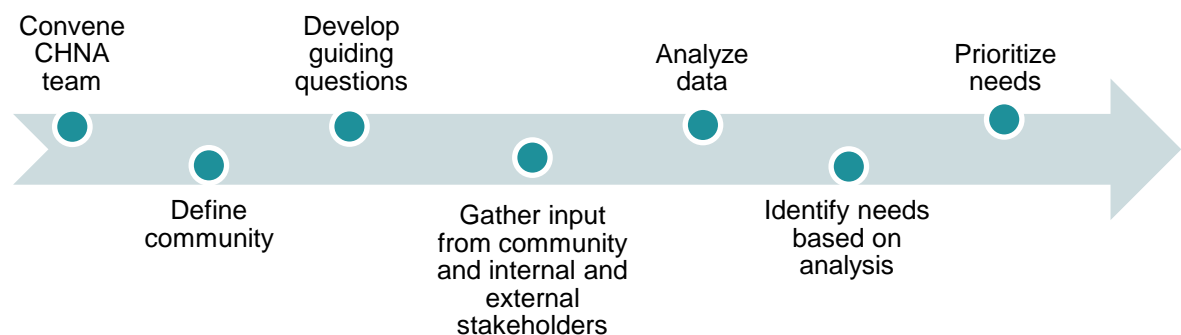 Convene
CHNA
team
Define
community
Develop
guiding
questions
Gather input
from community
and internal and
external
stakeholders
Analyze
data
Identify needs
based on
analysis
Prioritize
needs